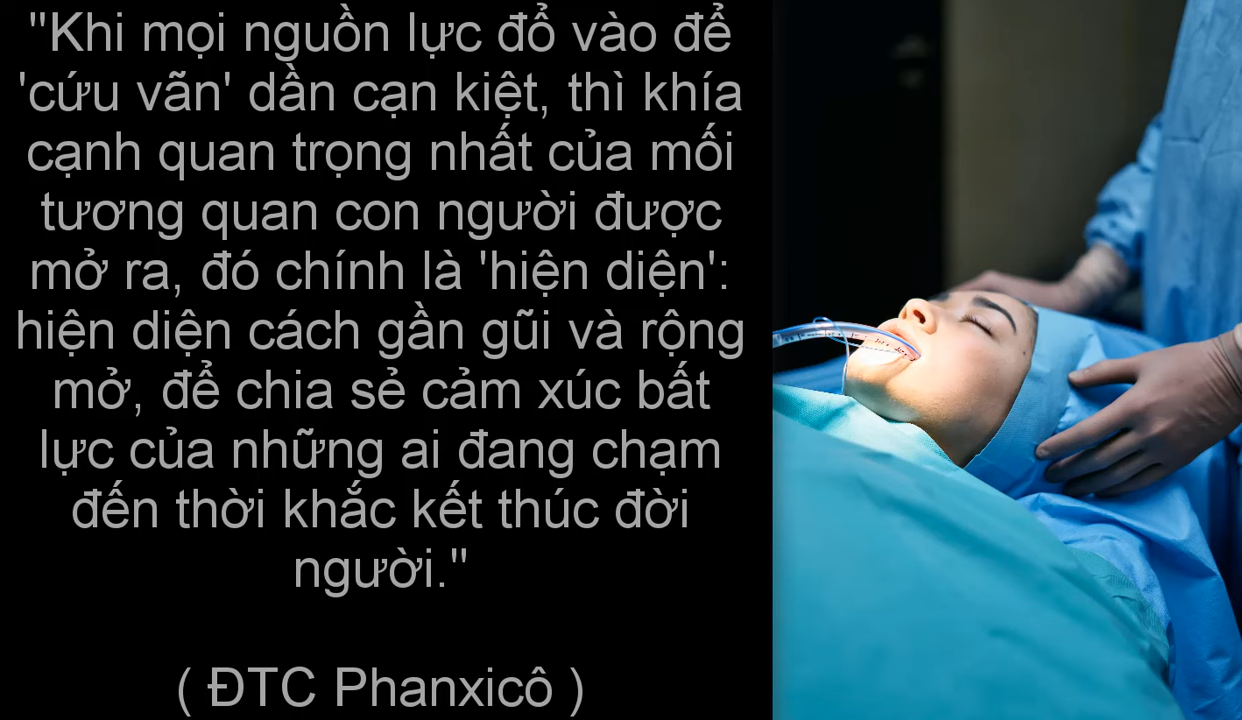 "Khi mọi nguồn lực đổ vào để
'cứu vãn' dần cạn kiệt, thì khía
cạnh quan trọng nhất của mối
tương quan con người được
mở ra, đó chính là 'hiện diện':
hiện diện cách gần gũi và rộng
mở, để chia sẻ cảm xúc bất
lực của những ai đang chạm
đến thời khắc kết thúc đời
người."
( ĐTC Phanxicô )